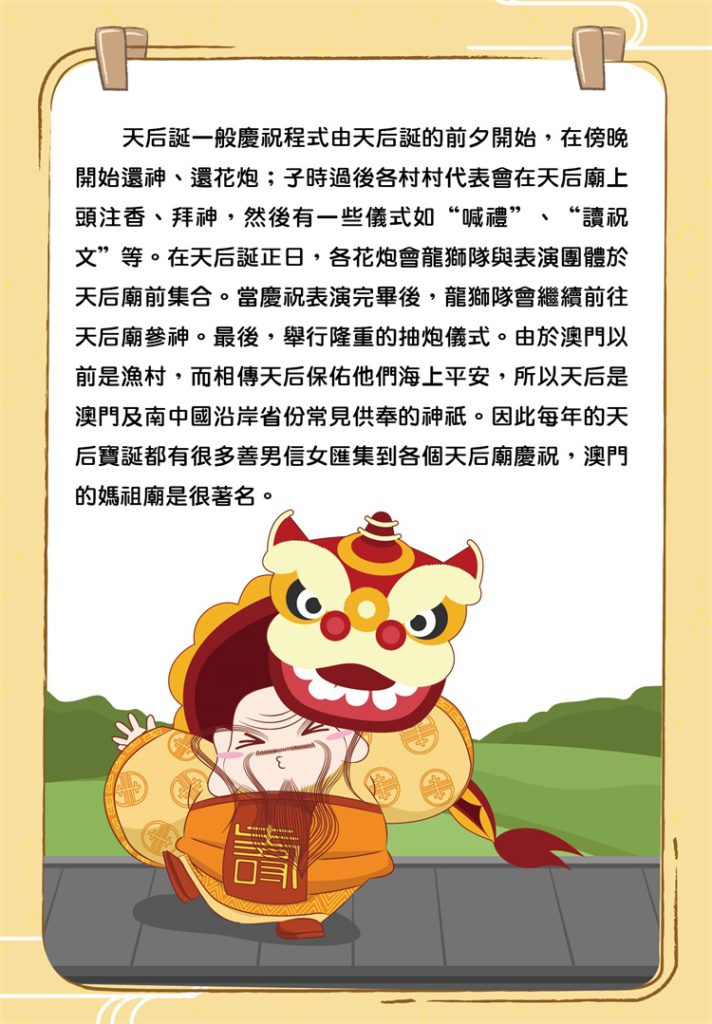 天后誕一般慶祝程式由天后誕的前夕開始，在傍晚
開始還神、還花炮；子時過後各村村代表會在天后廟上
頭注香、拜神，然後有一些儀式如“喊禮”、“讀祝
文”等。在天后誕正日，各花炮會龍獅隊與表演團體於
天后廟前集合。當慶祝表演完畢後，龍獅隊會繼續前往
天后廟參神。最後，舉行隆重的抽炮儀式。由於澳門以
前是漁村，而相傳天后保佑他們海上平安，所以天后是
澳門及南中國沿岸省份常見供奉的神祇。因此每年的天
后寶誕都有很多善男信女匯集到各個天后廟慶祝，澳門
的媽祖廟是很著名。